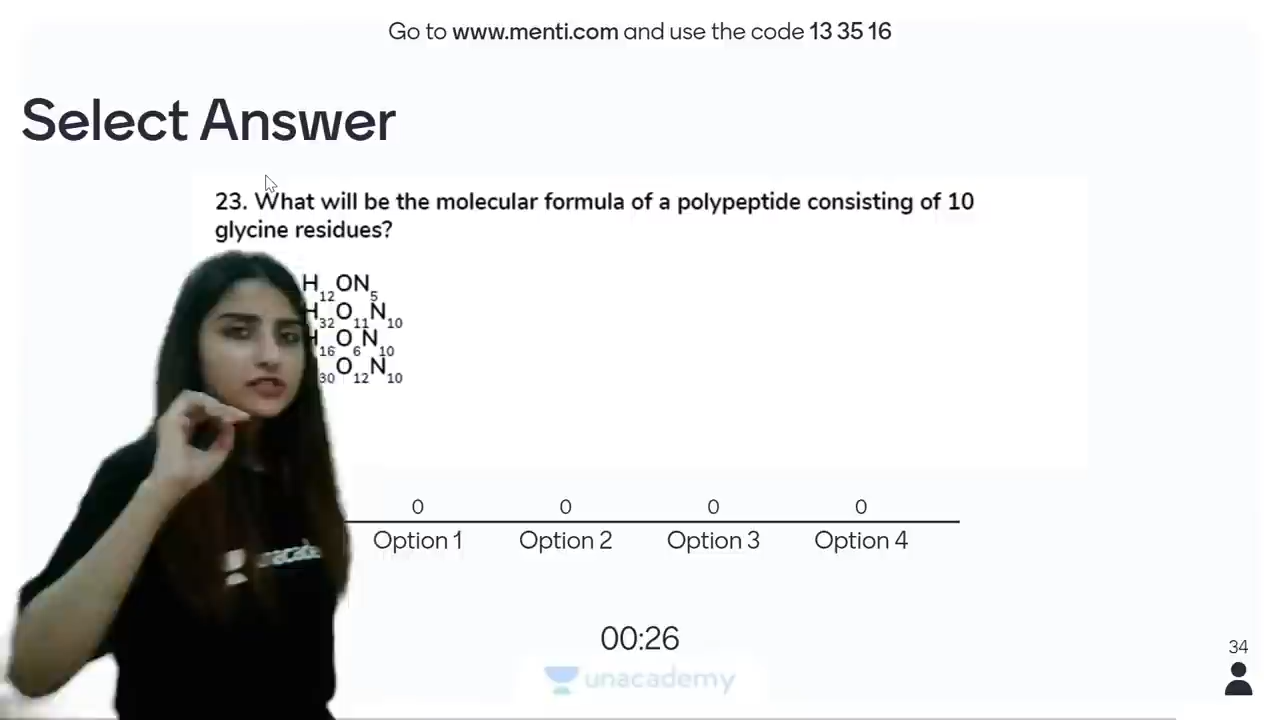 Go to www.menti.com and use the code 13 35 16
Select Answer
23. What will be the molecular formula of a polypeptide consisting of 10
glycine residues?
H12ON5
H32O11N10
H16O6N10
30O12N10
0 0 0 0
Option 1 Option 2 Option 3 Option 4
00:26
34
unacademy